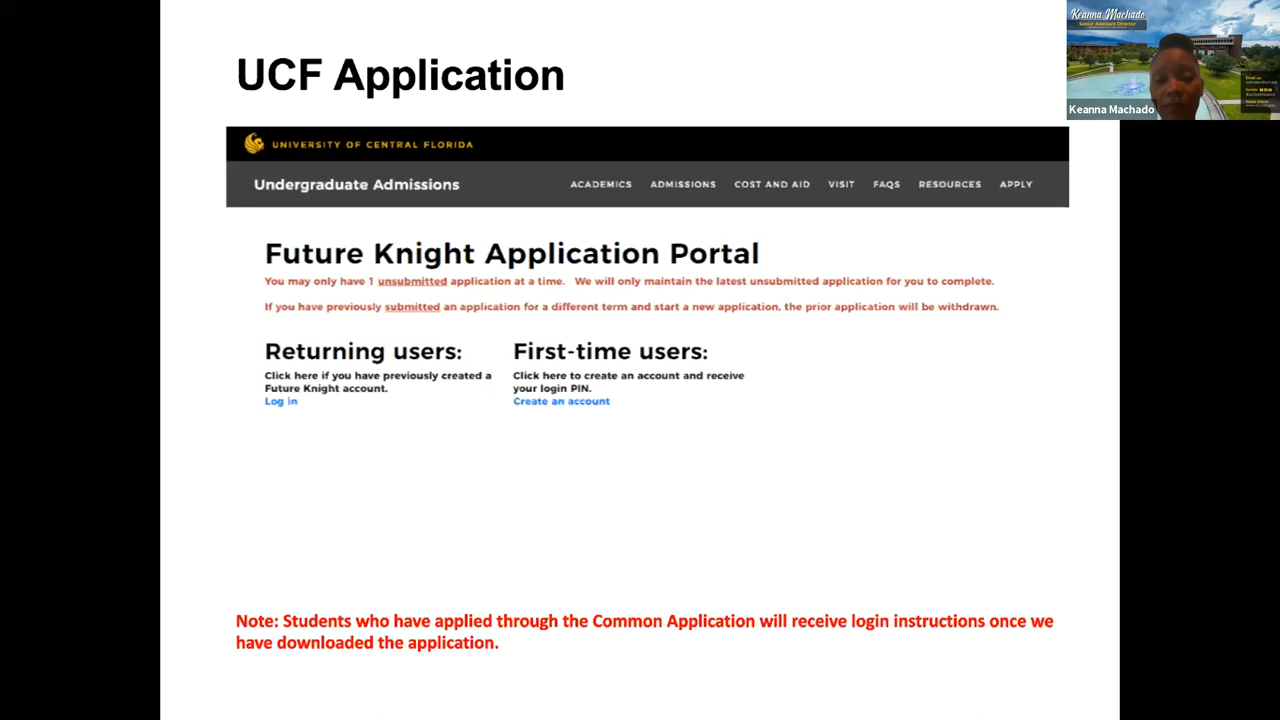 UCF Application
Keanna Machado
Senior Assistant Director
Keanna Machado
UNIVERSITY OF CENTRAL FLORIDA
Undergraduate Admissions
ACADEMICS ADMISSIONS COST AND AID VISIT FAQS RESOURCES APPLY
Future Knight Application Portal
You may only have 1 unsubmitted application at a time. We will only maintain the latest unsubmitted application for you to complete.
If you have previously submitted an application for a different term and start a new application, the prior application will be withdrawn.
Returning users:
Click here if you have previously created a
Future Knight account.
Log in
First-time users:
Click here to create an account and receive
your login PIN.
Create an account
Note: Students who have applied through the Common Application will receive login instructions once we
have downloaded the application.